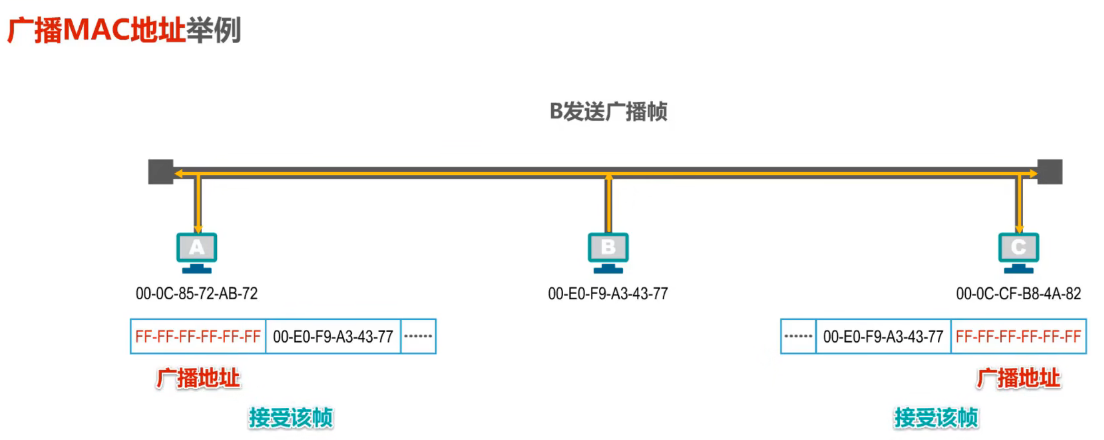 广播MAC地址举例
B发送广播帧
A
B
C
00-0C-85-72-AB-72
00-E0-F9-A3-43-77
00-0C-CF-B8-4A-82
FF-FF-FF-FF-FF-FF 00-E0-F9-A3-43-77 ······
······ 00-E0-F9-A3-43-77 FF-FF-FF-FF-FF-FF
广播地址
广播地址
接受该帧
接受该帧